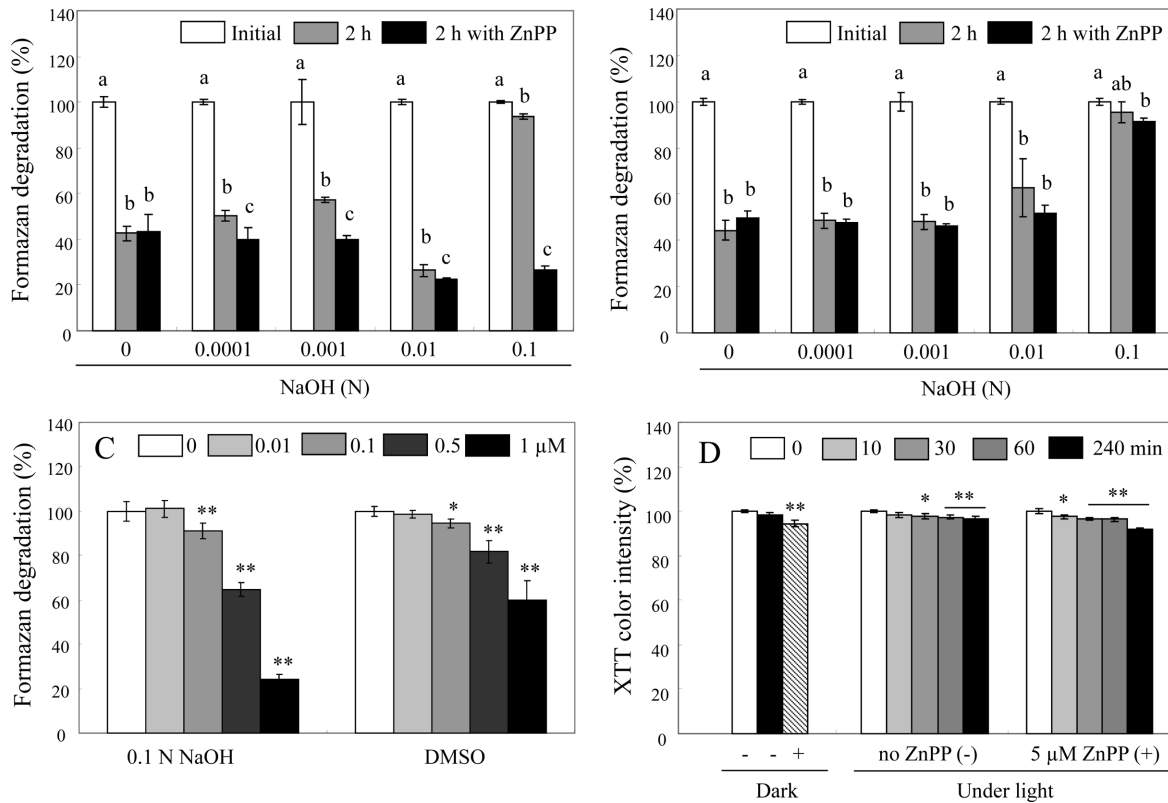 Formazan degradation (%)
140
120
100
80
60
40
20
0
Initial 2 h 2 h with ZnPP
a a a a a
b b b c b c b c b c
0 0.0001 0.001 0.01 0.1
NaOH (N)
Formazan degradation (%)
140
120
100
80
60
40
20
0
Initial 2 h 2 h with ZnPP
a a a a a
b b b b b b b b ab b
0 0.0001 0.001 0.01 0.1
NaOH (N)
Formazan degradation (%)
140
120
100
80
60
40
20
0
C 0 0.01 0.1 0.5 1 µM
** ** ** * ** **
0.1 N NaOH DMSO
XTT color intensity (%)
140
120
100
80
60
40
20
0
D 0 10 30 60 240 min
** * ** * **
- - + no ZnPP (-) 5 µM ZnPP (+)
Dark Under light